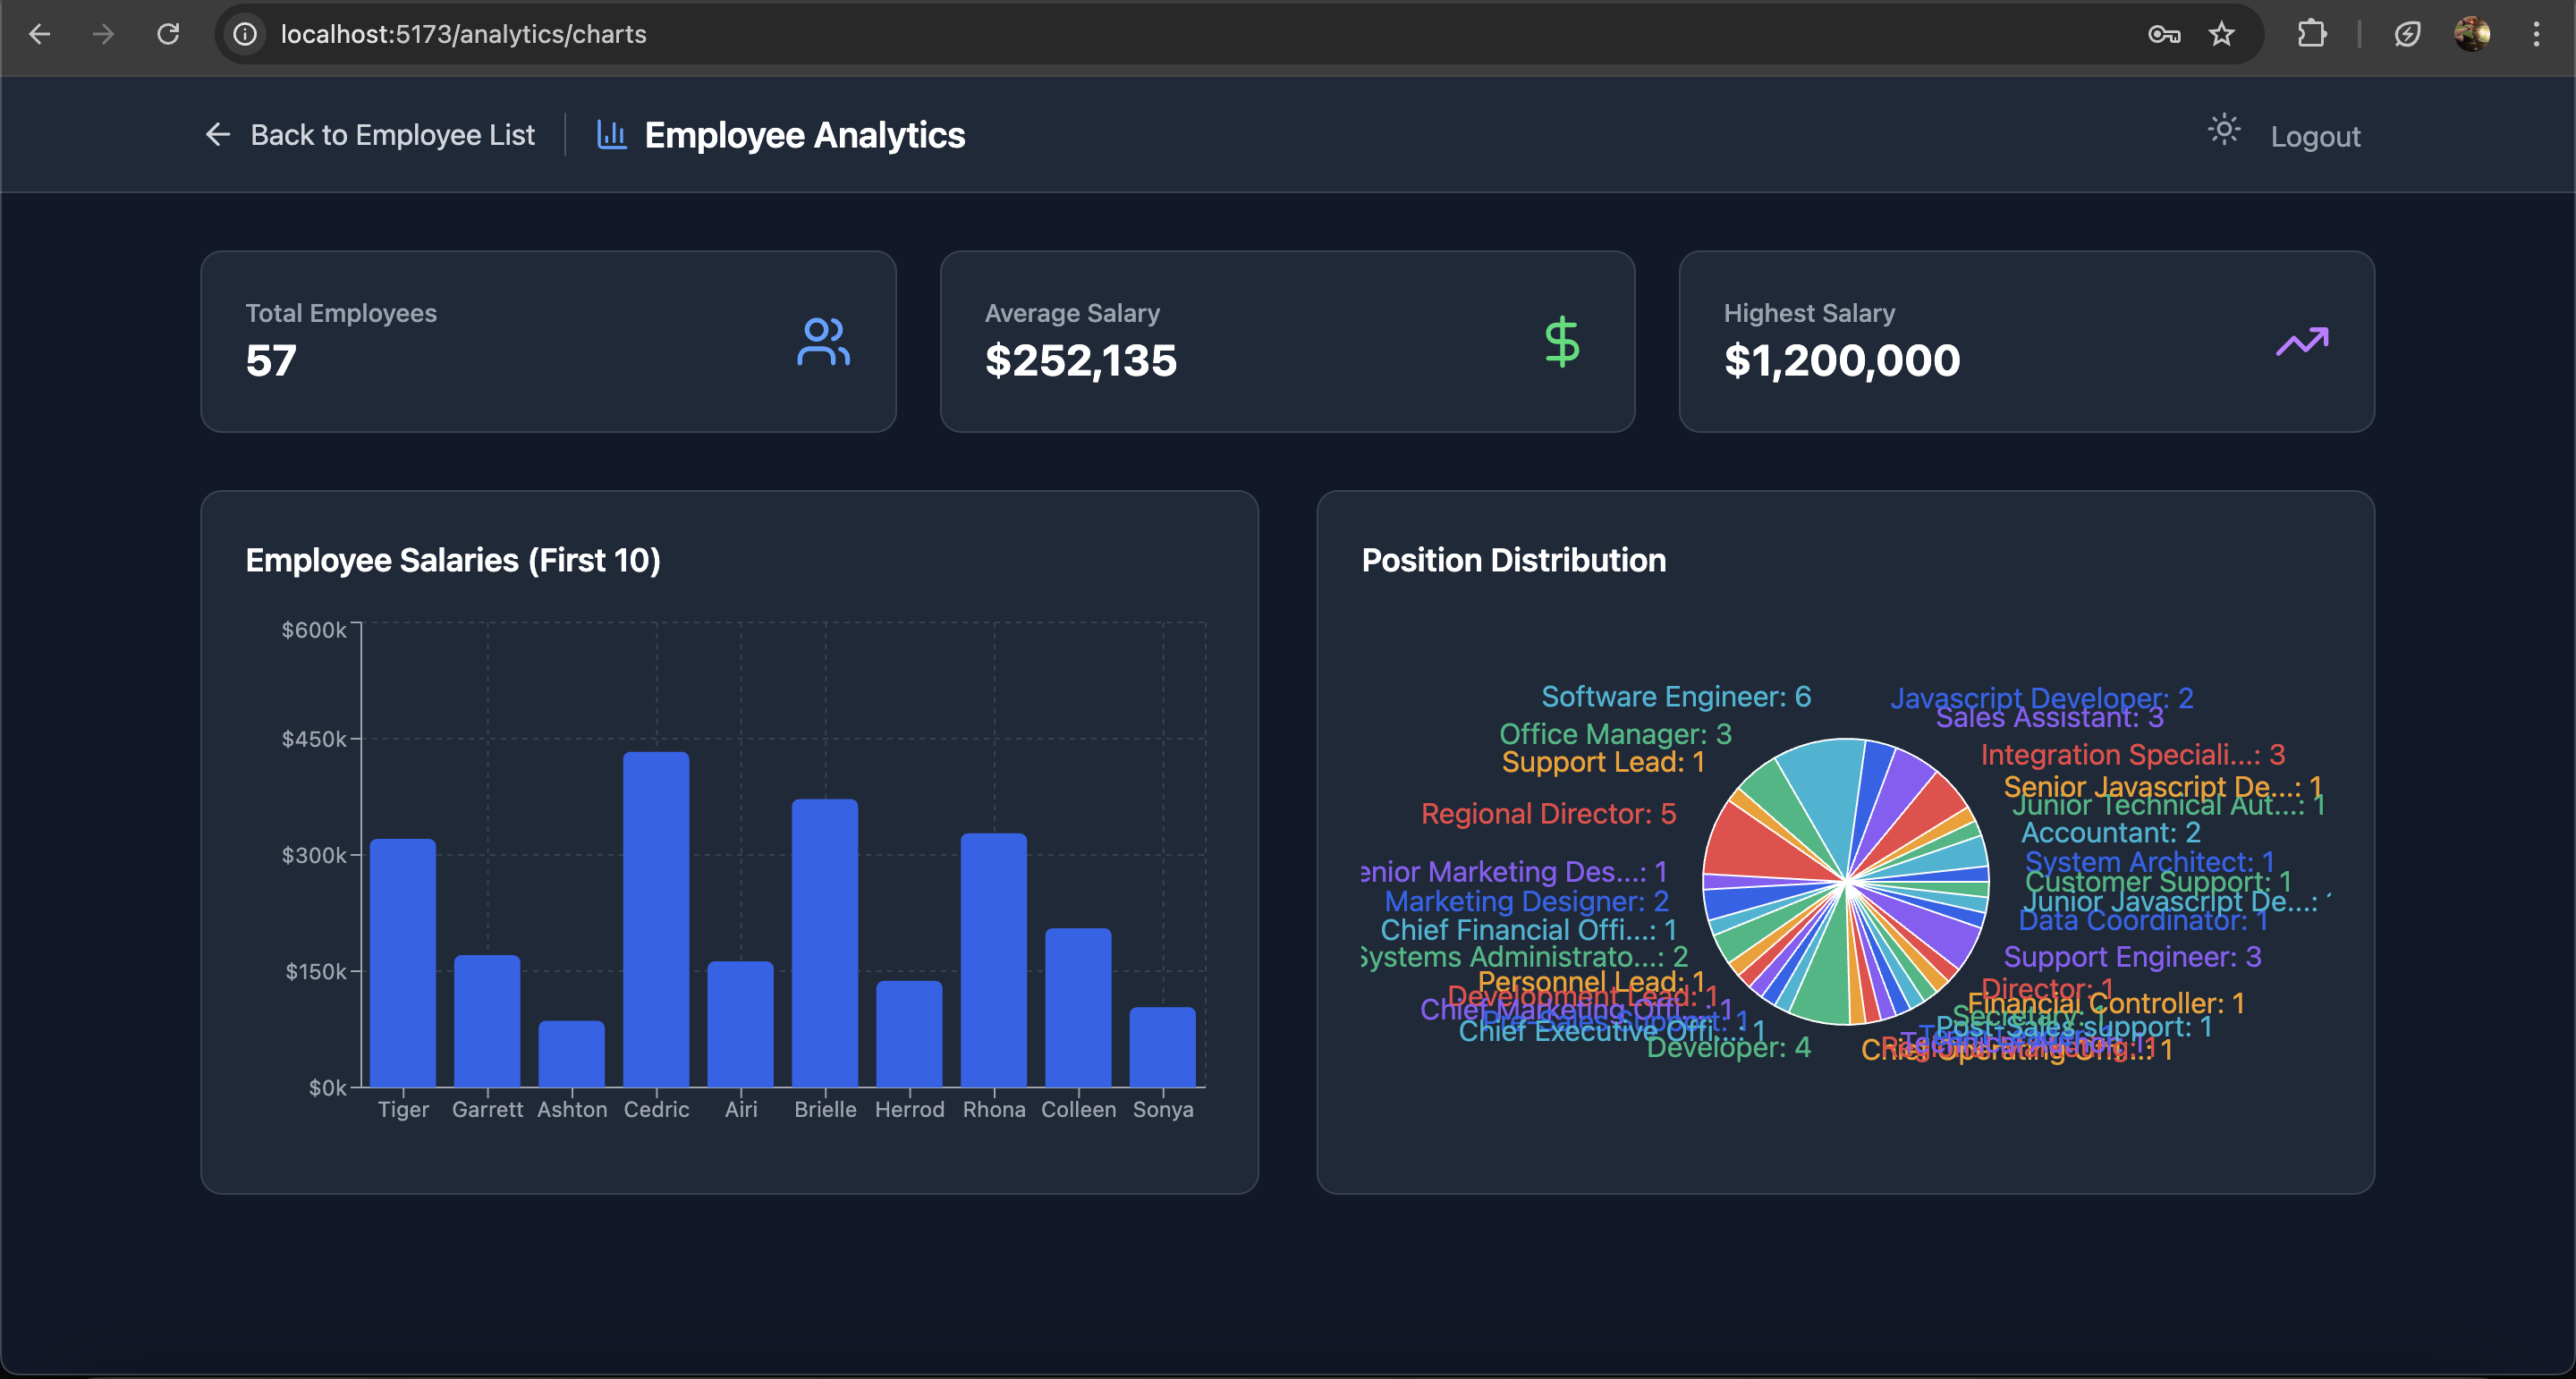 localhost:5173/analytics/charts
Back to Employee List
Employee Analytics
Logout
Total Employees
57
Average Salary
$252,135
Highest Salary
$1,200,000
Employee Salaries (First 10)
$600k
$450k
$300k
$150k
$0k
Tiger Garrett Ashton Cedric Airi Brielle Herrod Rhona Colleen Sonya
Position Distribution
Software Engineer: 6
Javascript Developer: 2
Sales Assistant: 3
Office Manager: 3
Integration Speciali...: 3
Support Lead: 1
Senior Javascript De...: 1
Junior Technical Aut...: 1
Regional Director: 5
Accountant: 2
System Architect: 1
enior Marketing Des...: 1
Customer Support: 1
Marketing Designer: 2
Junior Javascript De...:
Data Coordinator: 1
Chief Financial Offi...: 1
Systems Administrato...: 2
Support Engineer: 3
Personnel Lead: 1
Director: 1
Development Lead: 1
Financial Controller: 1
Chief Marketing Offi...: 1
Secretary: 1
Pre-Sales Support: 1
Post-Sales support: 1
Chief Executive Offi...: 1
Developer: 4
Chief Operating Offi...: 1